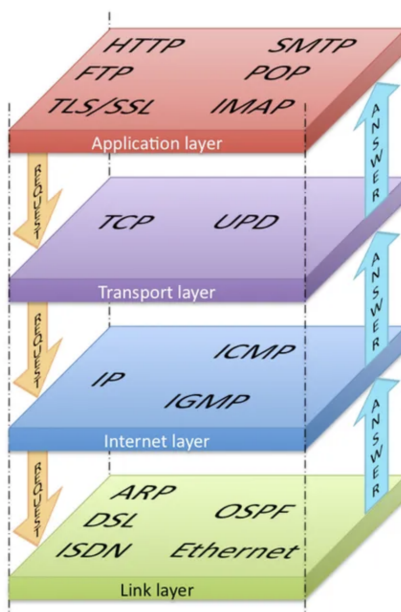 HTTP SMTP
FTP POP
TLS/SSL IMAP
Application layer
REQUEST
ANSWER
TCP UPD
Transport layer
REQUEST
ANSWER
ICMP
IP
IGMP
Internet layer
REQUEST
ANSWER
ARP
OSPF
DSL
ISDN Ethernet
Link layer